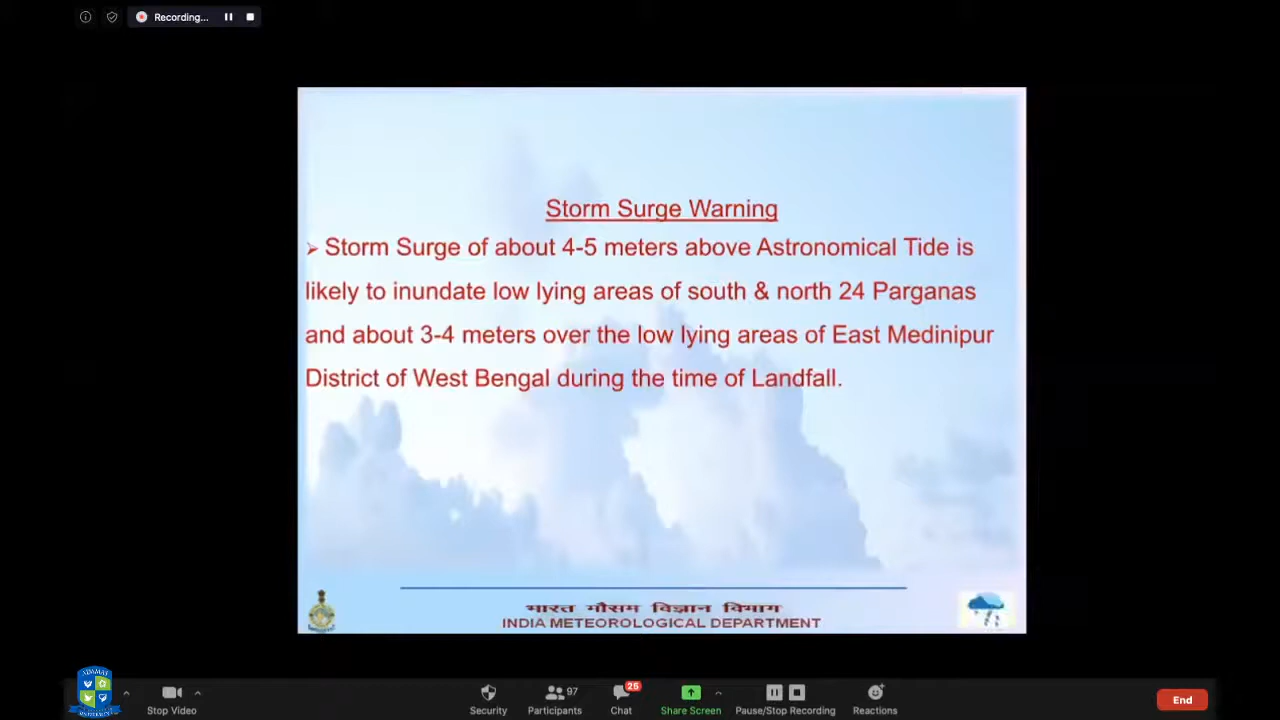 Recording...
Storm Surge Warning
➢ Storm Surge of about 4-5 meters above Astronomical Tide is
likely to inundate low lying areas of south & north 24 Parganas
and about 3-4 meters over the low lying areas of East Medinipur
District of West Bengal during the time of Landfall.
भारत मौसम विज्ञान विभाग
INDIA METEOROLOGICAL DEPARTMENT
97
25
Stop Video
Security
Participants
Chat
Share Screen
Pause/Stop Recording
Reactions
End